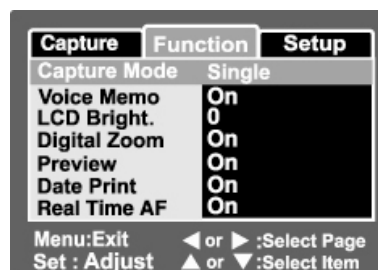 Capture Function Setup
Capture Mode Single
Voice Memo On
LCD Bright. 0
Digital Zoom On
Preview On
Date Print On
Real Time AF On
Menu:Exit ◀ or ▶ :Select Page
Set : Adjust ▲ or ▼:Select Item